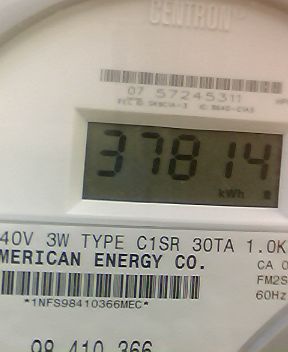 CENTRON
07 57245311
37814
kWh
40V 3W TYPE C1SR 30TA 1.0K
MERICAN ENERGY CO.
CA 0
FM2S
60Hz
*1NFS98410366MEC*
98 410 366